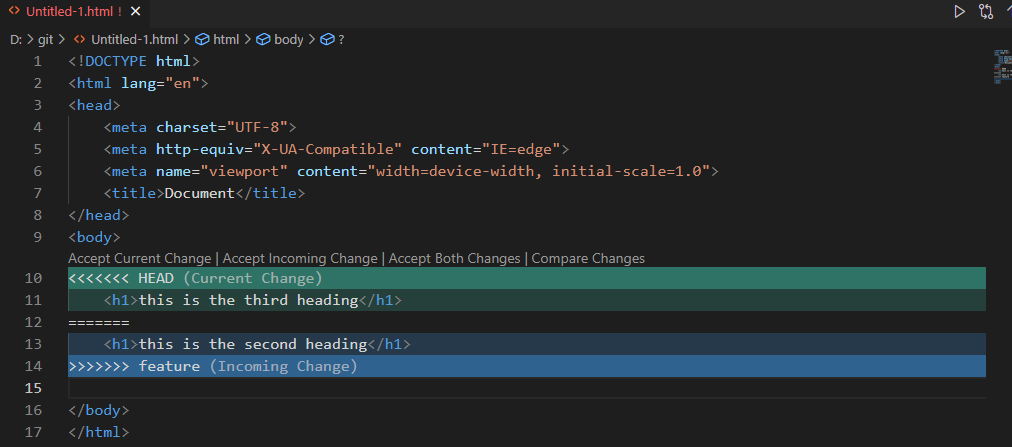 Untitled-1.html !
D: > git > Untitled-1.html > html > body > ?
1 <!DOCTYPE html>
2 <html lang="en">
3 <head>
4 <meta charset="UTF-8">
5 <meta http-equiv="X-UA-Compatible" content="IE=edge">
6 <meta name="viewport" content="width=device-width, initial-scale=1.0">
7 <title>Document</title>
8 </head>
9 <body>
Accept Current Change | Accept Incoming Change | Accept Both Changes | Compare Changes
10 <<<<<<< HEAD (Current Change)
11 <h1>this is the third heading</h1>
12 =======
13 <h1>this is the second heading</h1>
14 >>>>>>> feature (Incoming Change)
15
16 </body>
17 </html>